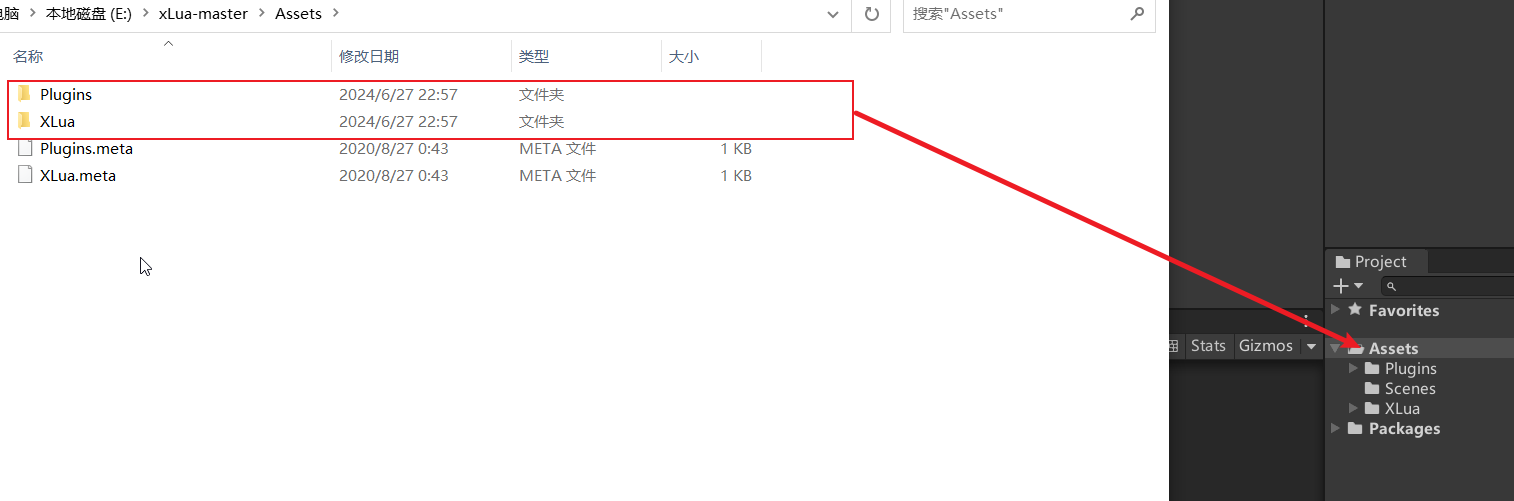 电脑 本地磁盘 (E:) xLua-master Assets 搜索"Assets"
名称 修改日期 类型 大小
Plugins 2024/6/27 22:57 文件夹
XLua 2024/6/27 22:57 文件夹
Plugins.meta 2020/8/27 0:43 META 文件 1 KB
XLua.meta 2020/8/27 0:43 META 文件 1 KB
Project
Favorites
Stats Gizmos
Assets
Plugins
Scenes
XLua
Packages